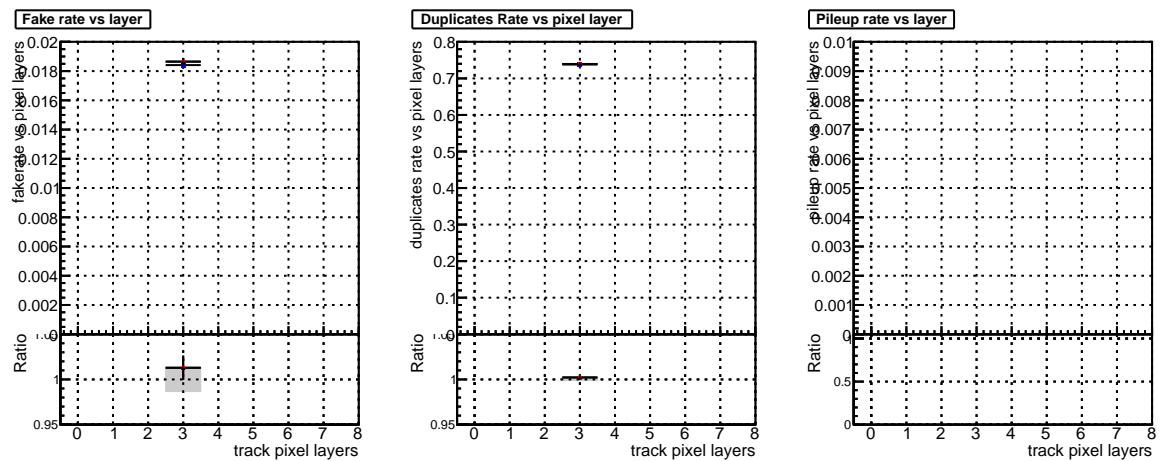 Fake rate vs layer
fakerate vs pixel layers
0.02
0.018
0.016
0.014
0.012
0.01
0.008
0.006
0.004
0.002
0
Ratio
1
0.95
0 1 2 3 4 5 6 7 8
track pixel layers
Duplicates Rate vs pixel layer
duplicates rate vs pixel layers
0.8
0.7
0.6
0.5
0.4
0.3
0.2
0.1
0
Ratio
1
0.95
0 1 2 3 4 5 6 7 8
track pixel layers
Pileup rate vs layer
pileup rate vs pixel layers
0.01
0.009
0.008
0.007
0.006
0.005
0.004
0.003
0.002
0.001
0
Ratio
1
0.5
0
0 1 2 3 4 5 6 7 8
track pixel layers